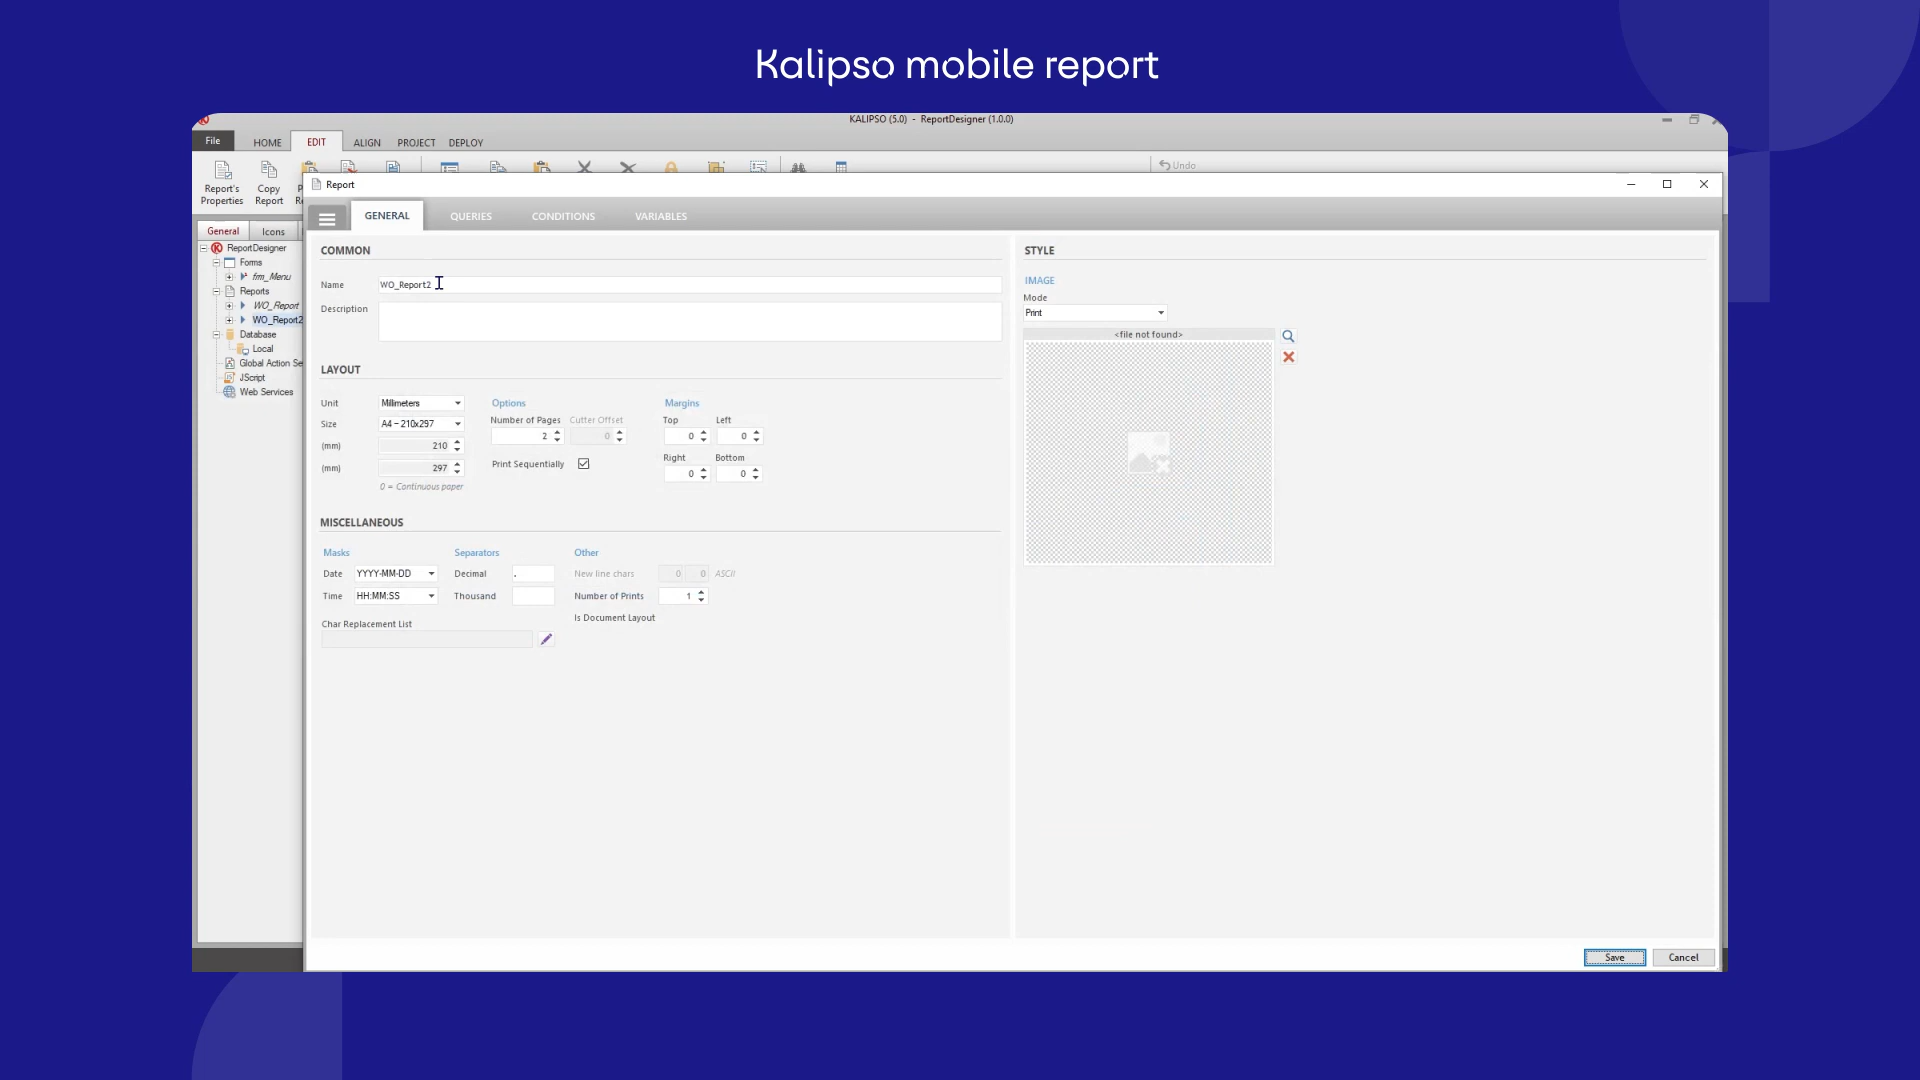 Kalipso mobile report
KALIPSO (5.0) - ReportDesigner (1.0.0)
File HOME EDIT ALIGN PROJECT DEPLOY
Undo
Report's Properties
Copy Report
Report
GENERAL QUERIES CONDITIONS VARIABLES
General Icons
ReportDesigner
Forms
frm_Menu
Reports
WO_Report
WO_Report2
Database
Local
Global Action Se
JScript
Web Services
COMMON
Name WO_Report2
Description
LAYOUT
Unit Millimeters
Size A4 – 210x297
(mm) 210
(mm) 297
0 = Continuous paper
Options
Number of Pages Cutter Offset
2 0
Print Sequentially
Margins
Top Left
0 0
Right Bottom
0 0
MISCELLANEOUS
Masks Separators Other
Date YYYY-MM-DD Decimal . New line chars 0 0 ASCII
Time HH:MM:SS Thousand Number of Prints 1
Is Document Layout
Char Replacement List
STYLE
IMAGE
Mode
Print
<file not found>
Save Cancel